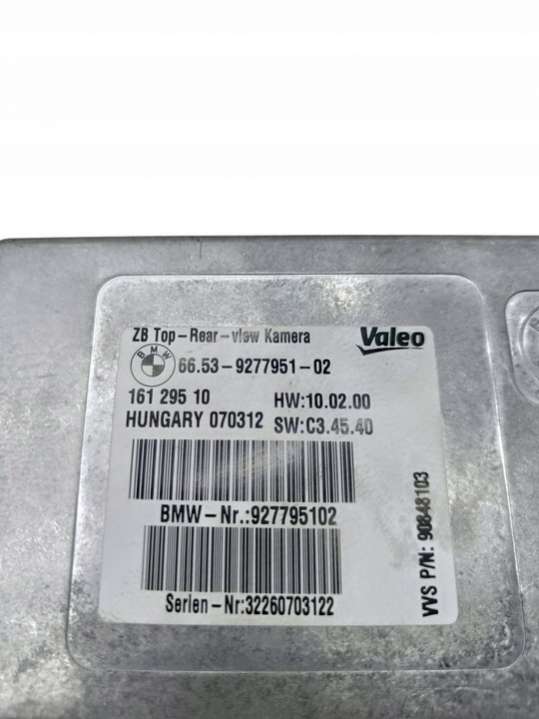 ZB Top-Rear-view Kamera
Valeo
BMW
66.53-9277951-02
161 295 10
HW:10.02.00
HUNGARY 070312
SW:C3.45.40
BMW-Nr.:927795102
Serien-Nr:32260703122
VVS P/N: 90848103